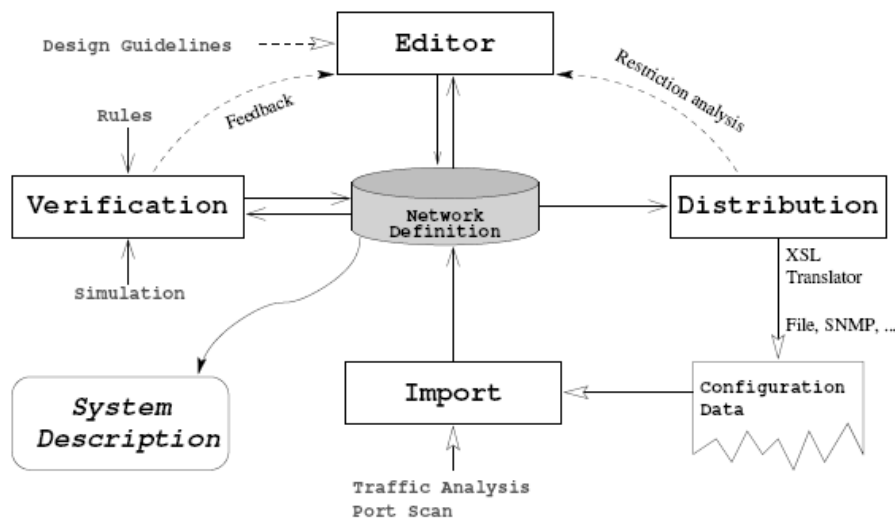 Design Guidelines
Editor
Feedback
Restriction analysis
Rules
Verification
Network
Definition
Distribution
Simulation
XSL
Translator
File, SNMP, ...
System
Description
Import
Configuration
Data
Traffic Analysis
Port Scan